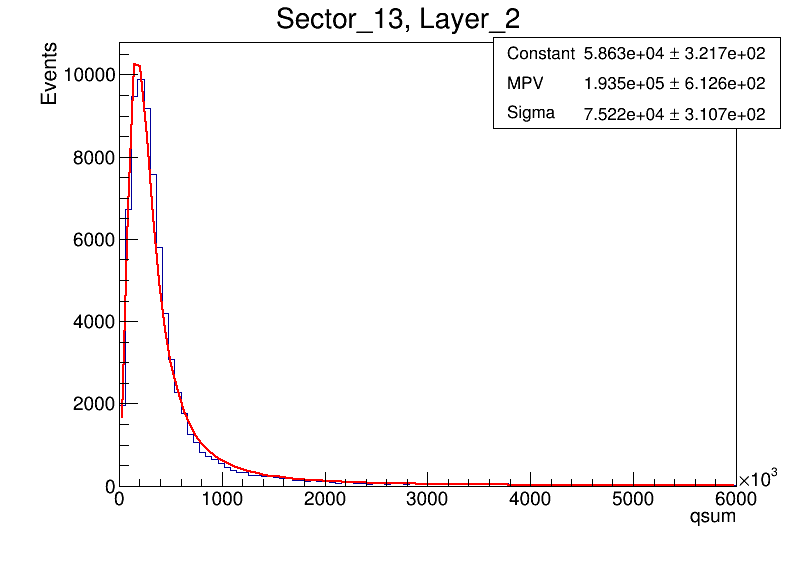 Sector_13, Layer_2
Constant 5.863e+04 ± 3.217e+02
MPV 1.935e+05 ± 6.126e+02
Sigma 7.522e+04 ± 3.107e+02
Events
10000
8000
6000
4000
2000
0
0 1000 2000 3000 4000 5000 6000
×10³
qsum